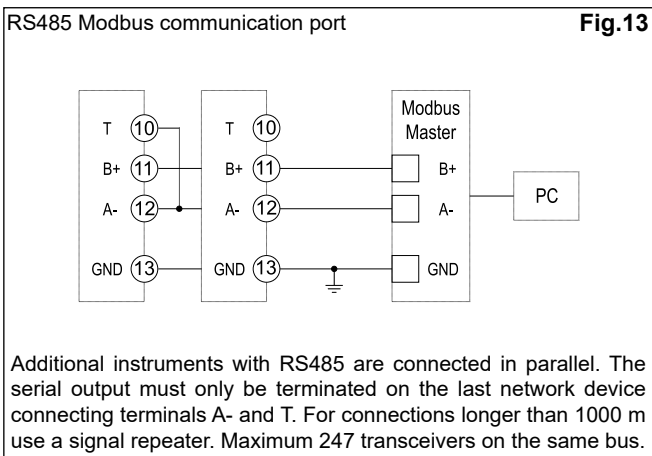 RS485 Modbus communication port Fig.13
Modbus
Master
T 10 T 10
B+ 11 B+ 11 B+
A- 12 A- 12 A- PC
GND 13 GND 13 GND
Additional instruments with RS485 are connected in parallel. The
serial output must only be terminated on the last network device
connecting terminals A- and T. For connections longer than 1000 m
use a signal repeater. Maximum 247 transceivers on the same bus.